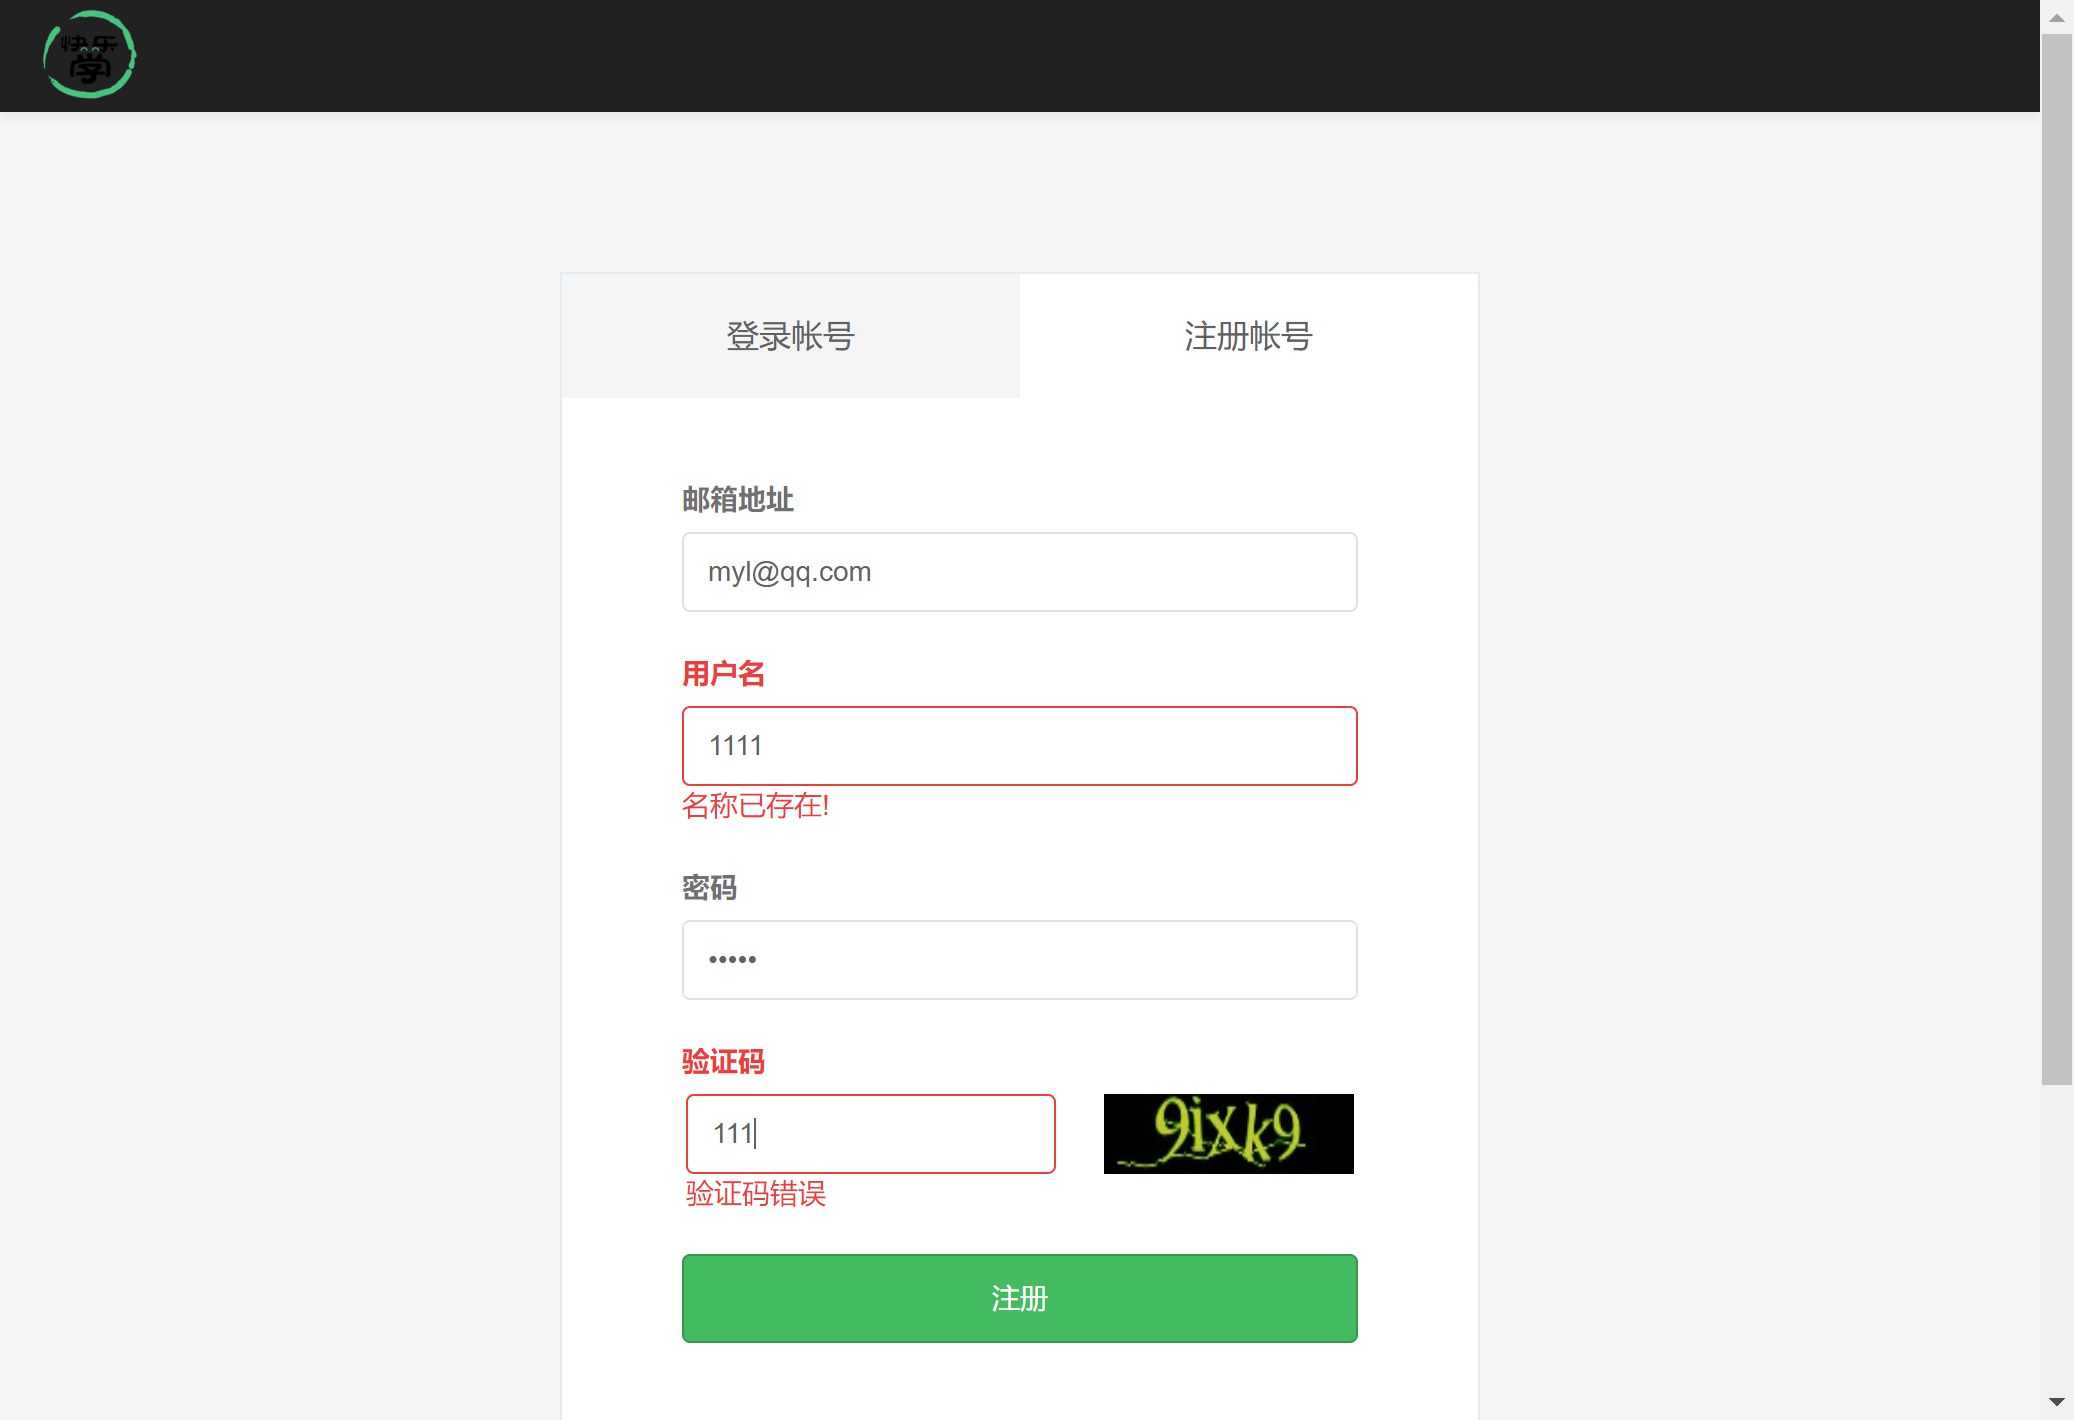 快乐
学
登录帐号
注册帐号
邮箱地址
myl@qq.com
用户名
1111
名称已存在!
密码
•••••
验证码
111
9ixk9
验证码错误
注册